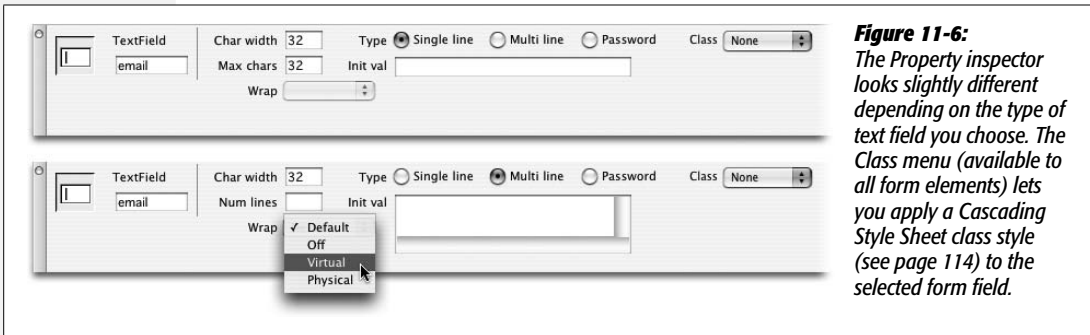 TextField
Char width 32
Type Single line Multi line Password
Class None
email
Max chars 32
Init val
Wrap
TextField
Char width 32
Type Single line Multi line Password
Class None
email
Num lines
Init val
Wrap ✓ Default
Off
Virtual
Physical
Figure 11-6:
The Property inspector
looks slightly different
depending on the type of
text field you choose. The
Class menu (available to
all form elements) lets
you apply a Cascading
Style Sheet class style
(see page 114) to the
selected form field.